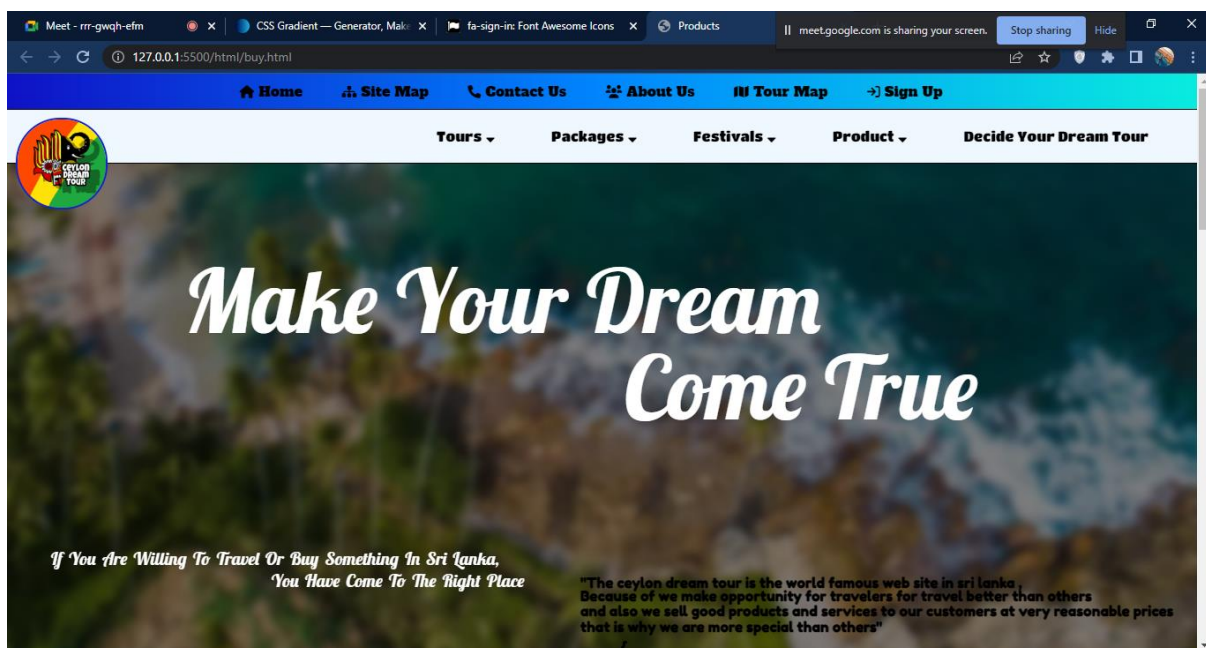 Meet - rrr-gwqh-efm
CSS Gradient — Generator, Make
fa-sign-in: Font Awesome Icons
Products
meet.google.com is sharing your screen.
Stop sharing
Hide
127.0.0.1:5500/html/buy.html
Home
Site Map
Contact Us
About Us
Tour Map
Sign Up
CEYLON
DREAM
TOUR
Tours
Packages
Festivals
Product
Decide Your Dream Tour
Make Your Dream
Come True
If You Are Willing To Travel Or Buy Something In Sri Lanka,
You Have Come To The Right Place
"The ceylon dream tour is the world famous web site in sri lanka ,
Because of we make opportunity for travelers for travel better than others
and also we sell good products and services to our customers at very reasonable prices
that is why we are more special than others"